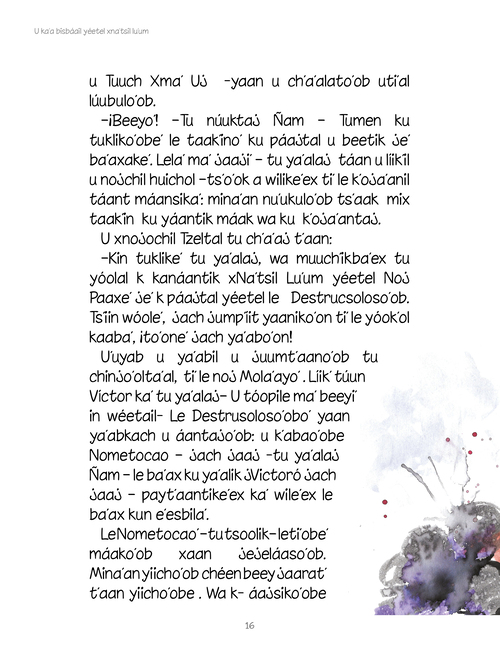 U ka'a bisbáail yéetel xna'tsil lu'um
u Tuuch Xma' Uj -yaan u ch'a'alato'ob uti'al
lúubulo'ob.
-¡Beeyo'! -Tu núuktaj Ñam - Tumen ku
tukliko'obe' le taakino' ku páajtal u beetik je'
ba'axake'. Lela' ma' jaaji' - tu ya'alaj táan u líikil
u nojchil huichol -ts'o'ok a wilike'ex ti' le k'oja'anil
táant máansika': mina'an nu'ukulo'ob ts'aak mix
taak'in ku yáantik máak wa ku k'oja'antaj.
U xnojochil Tzeltal tu ch'a'aj t'aan:
-Kin tuklike' tu ya'alaj, wa muuchíkba'ex tu
yóolal k kanáantik xNa'tsil Lu'um yéetel Noj
Paaxe' je' k páajtal yéetel le Destrucsoloso'ob.
Ts'íin wóole', jach jump'íit yaaniko'on ti' le yóok'ol
kaaba', ¡to'one' jach ya'abo'on!
U'uyab u ya'abil u juumt'aano'ob tu
chinjo'olta'al, ti' le noj Mola'ayo'. Líik' túun
Victor ka' tu ya'alaj- U tóopile ma' beeyi'
in wéetail- Le Destrusoloso'obo' yaan
ya'abkach u áantajo'ob: u k'abao'obe
Nometocao - jach jaaj -tu ya'alaj
Ñam - le ba'ax ku ya'alik jVictoró jach
jaaj - payt'aantike'ex ka' wile'ex le
ba'ax kun e'esbila'.
LeNometocao'-tutsoolik-leti'obe'
máako'ob xaan jejeláaso'ob.
Mina'an yiicho'ob chéen beey jaarat'
t'aan yiicho'obe . Wa k- áajsiko'obe
16